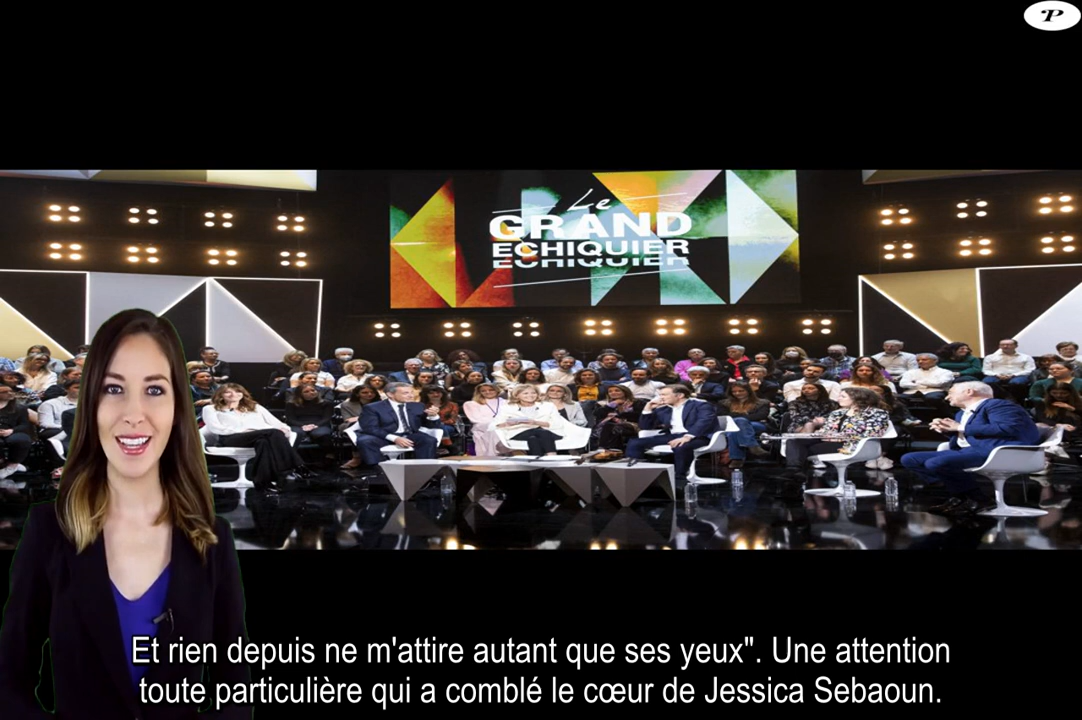 P
Le
GRAND
ECHIQUIER
ECHIQUIER
Et rien depuis ne m'attire autant que ses yeux". Une attention
toute particulière qui a comblé le cœur de Jessica Sebaoun.